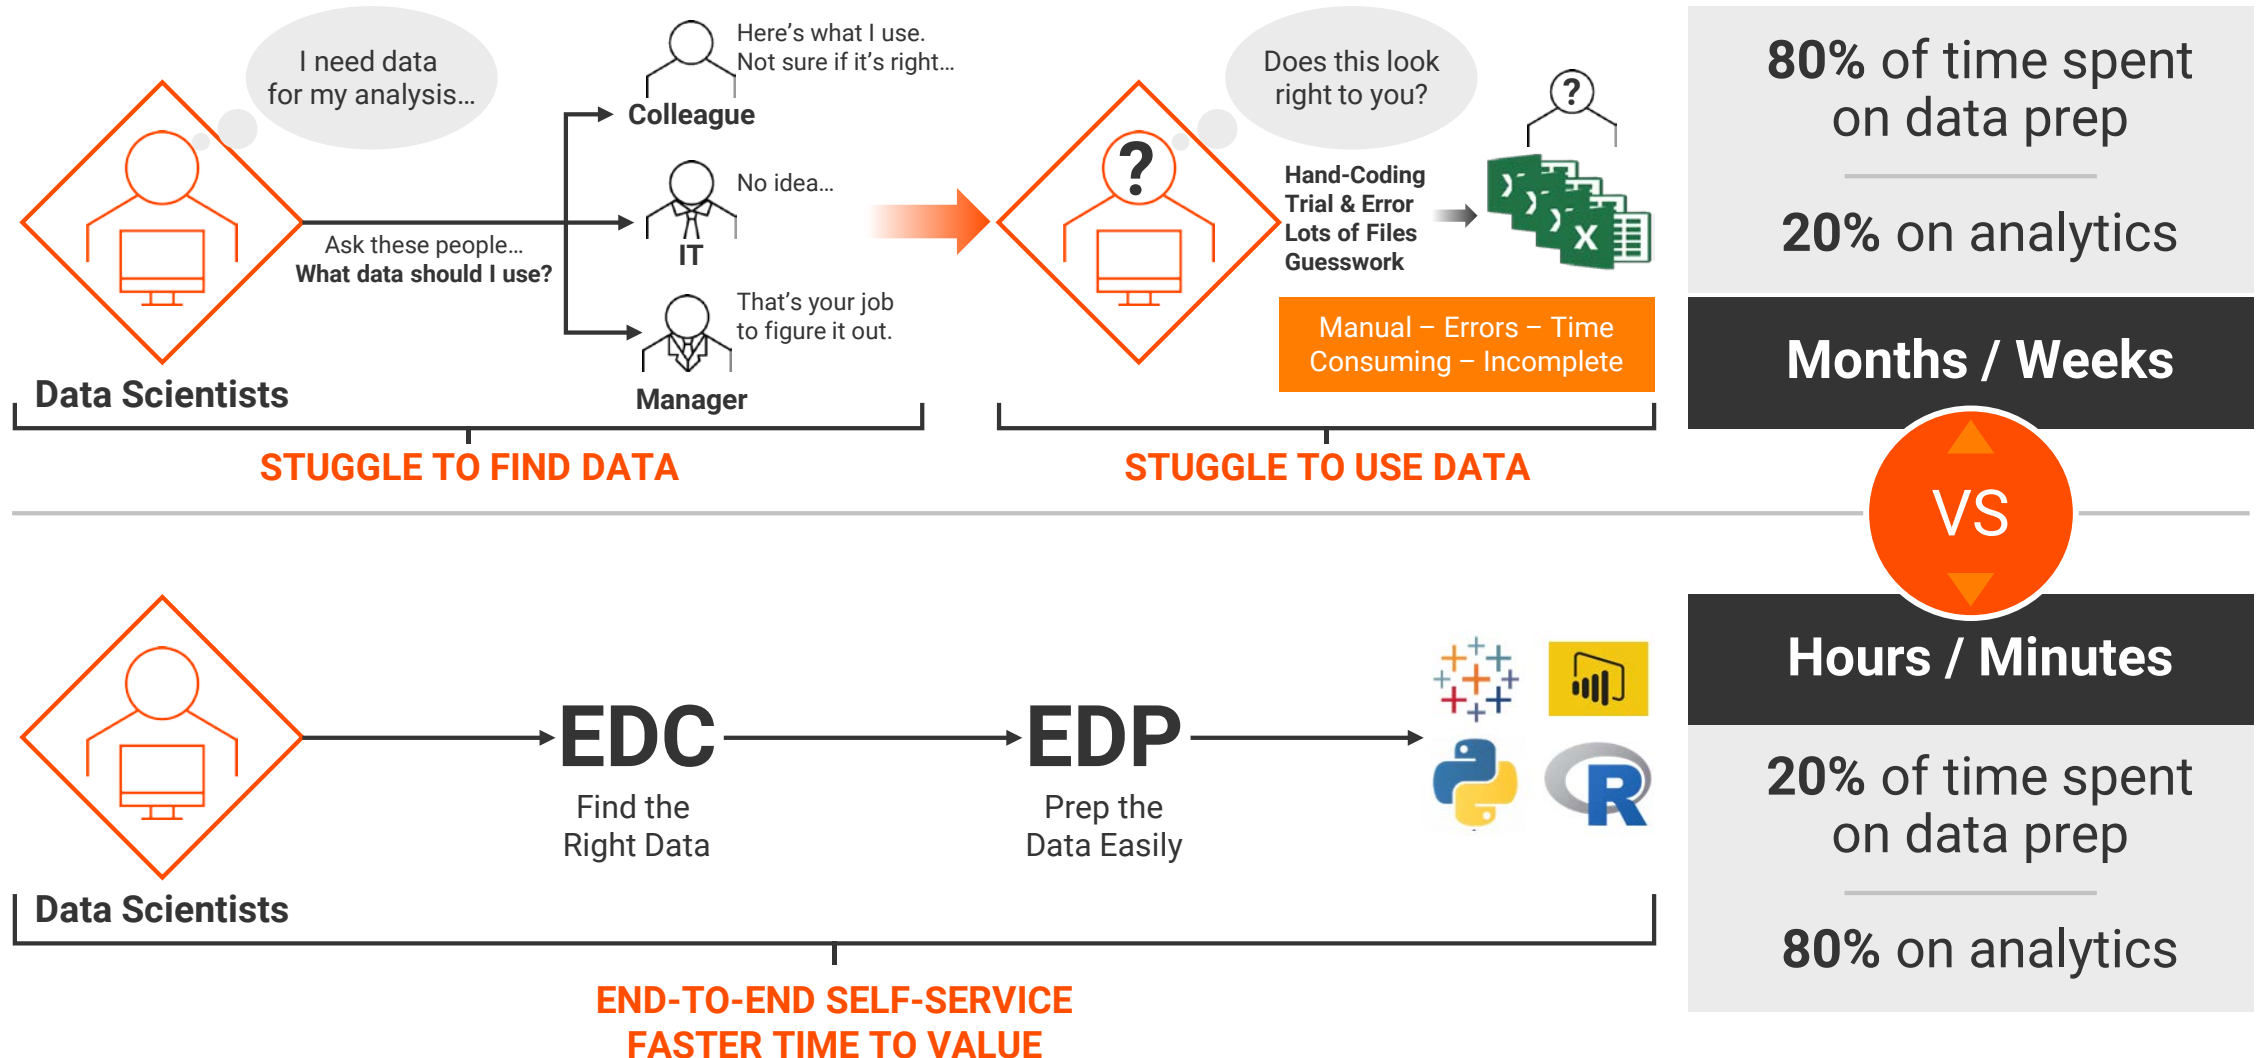 I need data
for my analysis...
Here's what I use.
Not sure if it's right...
Colleague
No idea...
IT
Ask these people...
What data should I use?
That's your job
to figure it out.
Manager
Data Scientists
STUGGLE TO FIND DATA
Does this look
right to you?
?
?
Hand-Coding
Trial & Error
Lots of Files
Guesswork
X
Manual – Errors – Time
Consuming – Incomplete
STUGGLE TO USE DATA
80% of time spent
on data prep
20% on analytics
Months / Weeks
VS
Data Scientists
EDC
Find the
Right Data
EDP
Prep the
Data Easily
R
END-TO-END SELF-SERVICE
FASTER TIME TO VALUE
Hours / Minutes
20% of time spent
on data prep
80% on analytics